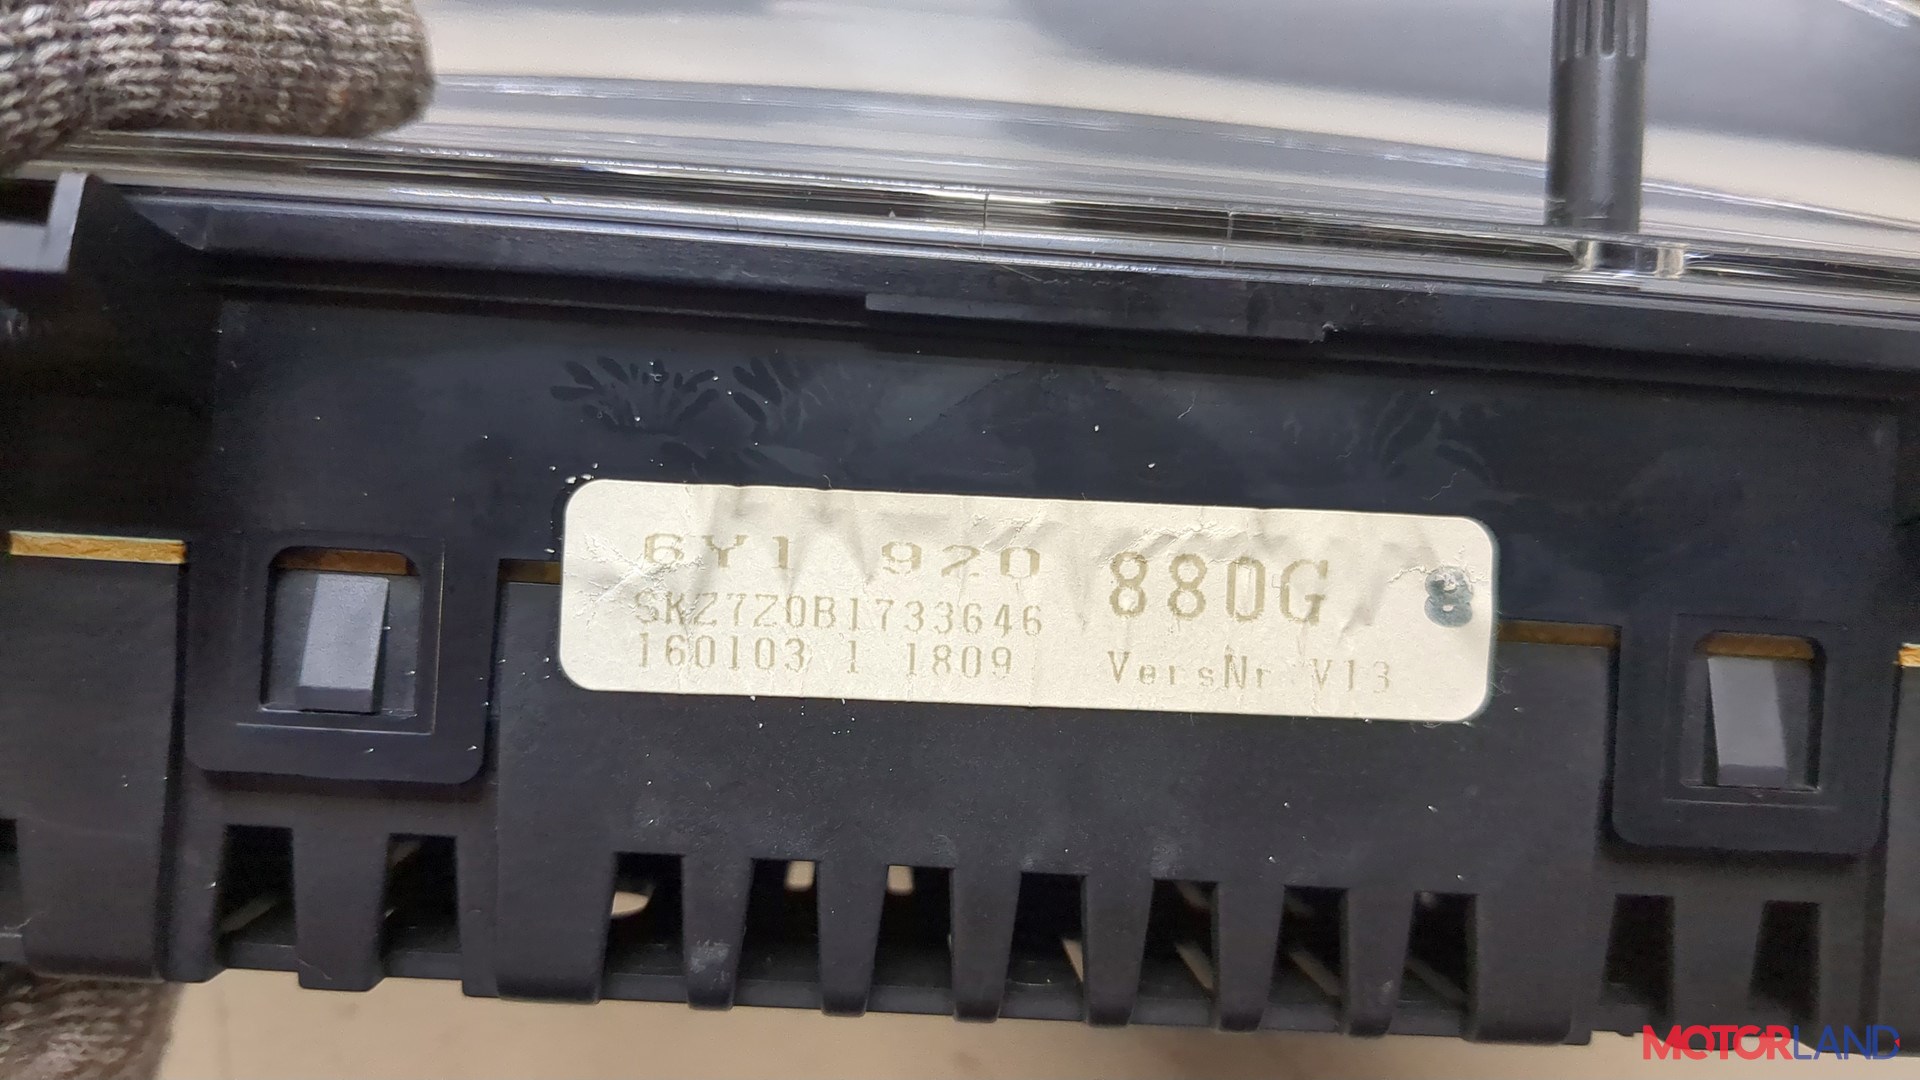 6Y1 920 880G 8
SKZ7Z0B1733646
160103 1 1809 VersNr V13
MOTORLAND